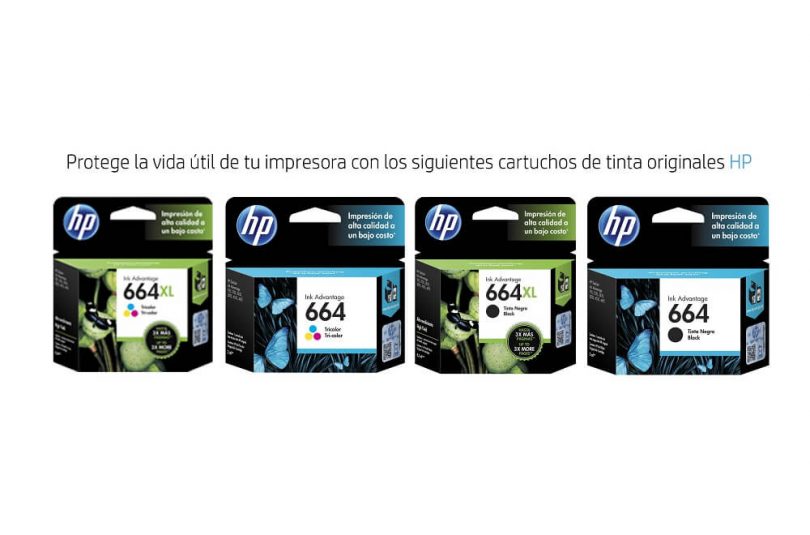 Protege la vida útil de tu impresora con los siguientes cartuchos de tinta originales HP
hp
Impresión de
alta calidad a
un bajo costo*
Ink Advantage
664XL
Tricolor
Tri-color
HASTA
3X MÁS
PÁGINAS
UP TO
3X MORE
PAGES
hp
Impresión de
alta calidad a
un bajo costo*
Ink Advantage
664
Tricolor
Tri-color
hp
Impresión de
alta calidad a
un bajo costo*
Ink Advantage
664XL
Tinta Negro
Black
HASTA
3X MÁS
PÁGINAS
UP TO
3X MORE
PAGES
hp
Impresión de
alta calidad a
un bajo costo*
Ink Advantage
664
Tinta Negro
Black